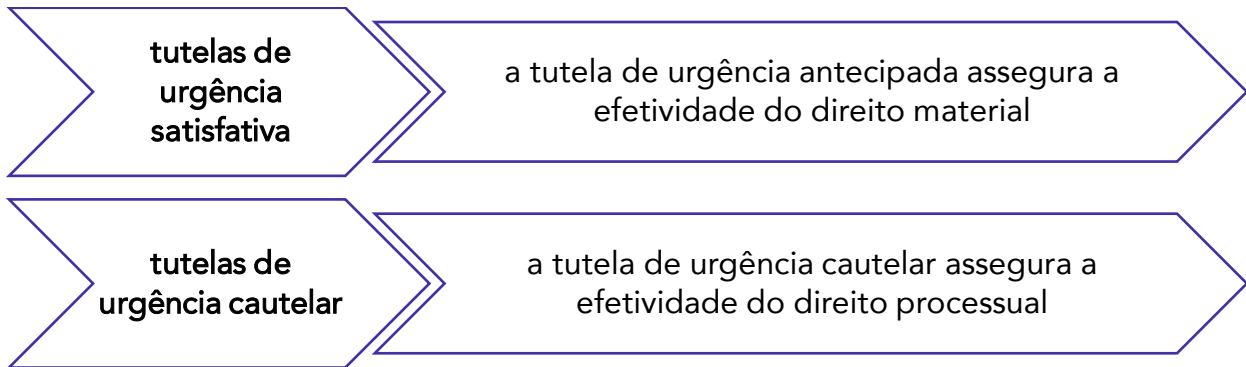 tutelas de
urgência
satisfativa
a tutela de urgência antecipada assegura a
efetividade do direito material
tutelas de
urgência cautelar
a tutela de urgência cautelar assegura a
efetividade do direito processual